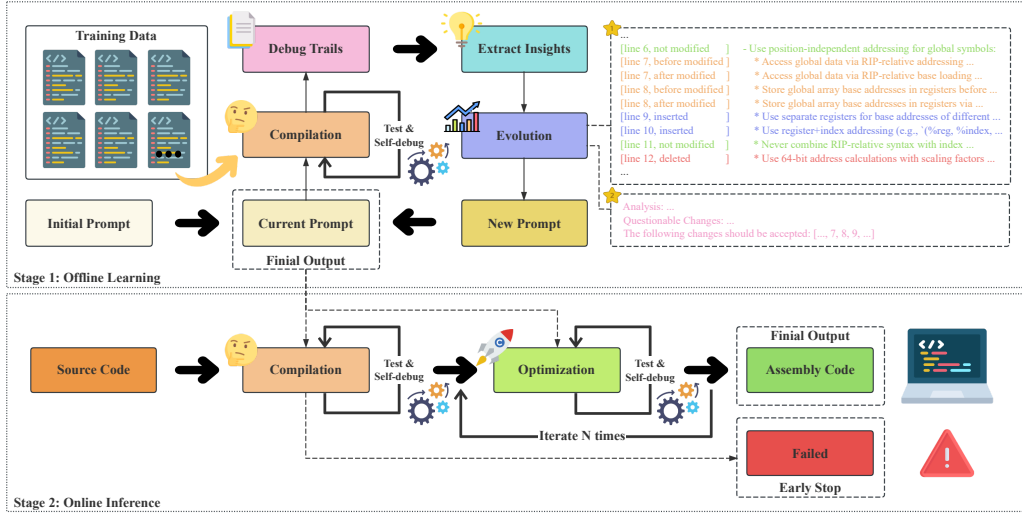 Training Data
Debug Trails
Extract Insights
Compilation
Test &
Self-debug
Evolution
Initial Prompt
Current Prompt
New Prompt
Finial Output
Stage 1: Offline Learning
1
...
[line 6, not modified ] - Use position-independent addressing for global symbols:
[line 7, before modified ] * Access global data via RIP-relative addressing ...
[line 7, after modified ] * Access global data via RIP-relative base loading ...
[line 8, before modified ] * Store global array base addresses in registers before ...
[line 8, after modified ] * Store global array base addresses in registers via ...
[line 9, inserted ] * Use separate registers for base addresses of different ...
[line 10, inserted ] * Use register+index addressing (e.g., `(%reg, %index, ...
[line 11, not modified ] * Never combine RIP-relative syntax with index ...
[line 12, deleted ] * Use 64-bit address calculations with scaling factors ...
...
2
Analysis: ...
Questionable Changes: ...
The following changes should be accepted: [..., 7, 8, 9, ...]
Source Code
Compilation
Test &
Self-debug
Optimization
Test &
Self-debug
Iterate N times
Finial Output
Assembly Code
Failed
Early Stop
Stage 2: Online Inference